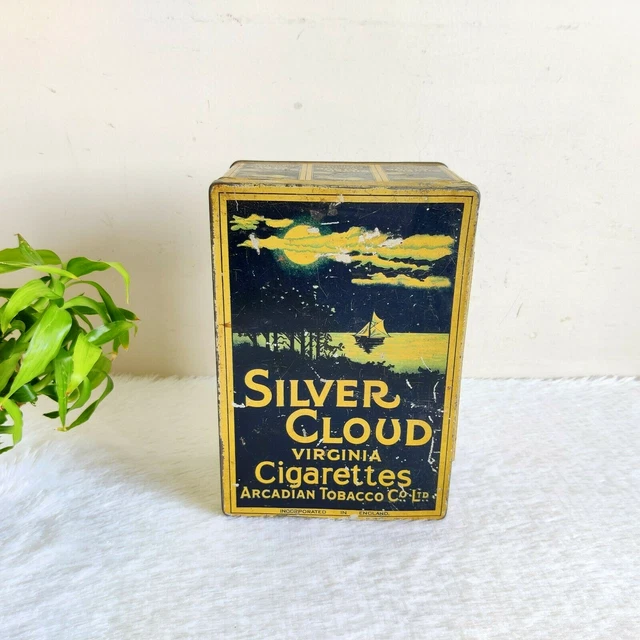 SILVER
CLOUD
VIRGINIA
Cigarettes
ARCADIAN TOBACCO CO. LTD.
INCORPORATED IN ENGLAND.